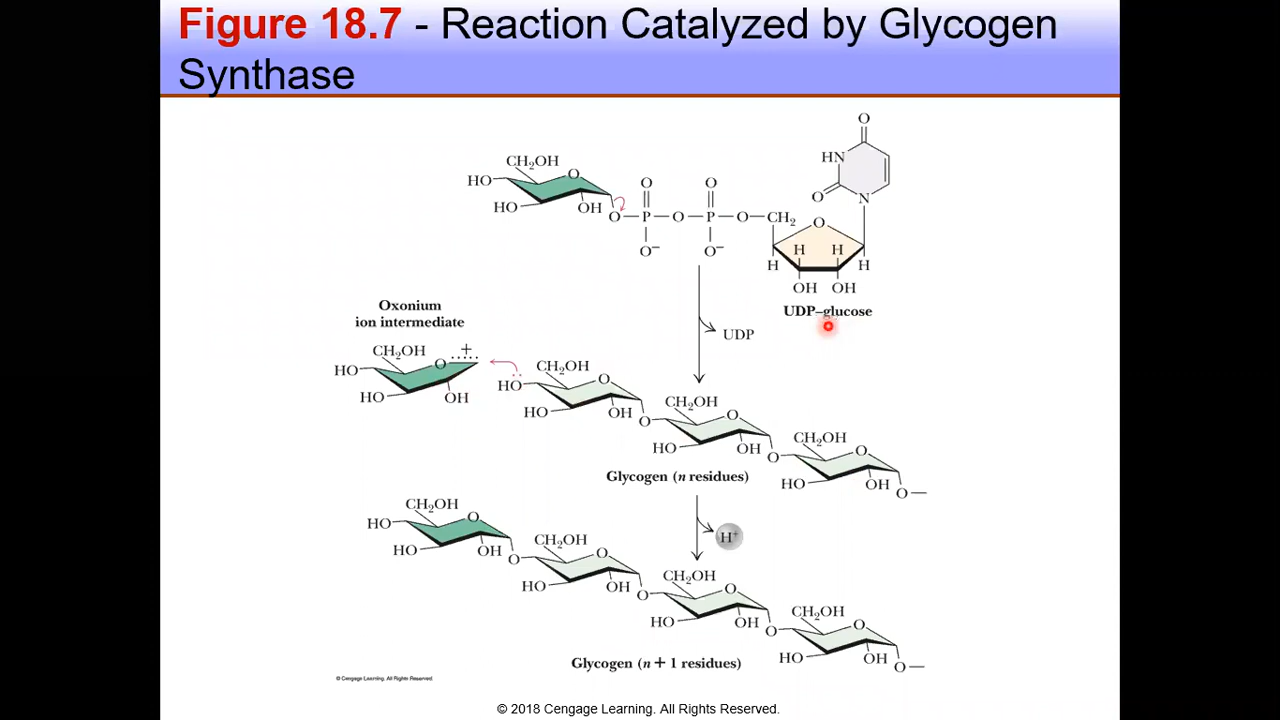 Figure 18.7 - Reaction Catalyzed by Glycogen
Synthase
O
HN
O
N
CH₂OH
HO
O
HO
OH
O
O
P
O⁻
O
O
P
O⁻
O
CH₂
O
H
H
H
H
OH
OH
UDP–glucose
UDP
Oxonium
ion intermediate
CH₂OH
+
O
HO
HO
OH
CH₂OH
HO
O
HO
OH
O
CH₂OH
O
HO
OH
O
CH₂OH
O
HO
OH
O
Glycogen (n residues)
H⁺
CH₂OH
HO
O
HO
OH
O
CH₂OH
O
HO
OH
O
CH₂OH
O
HO
OH
O
CH₂OH
O
HO
OH
O
Glycogen (n + 1 residues)
© Cengage Learning. All Rights Reserved.
© 2018 Cengage Learning. All Rights Reserved.